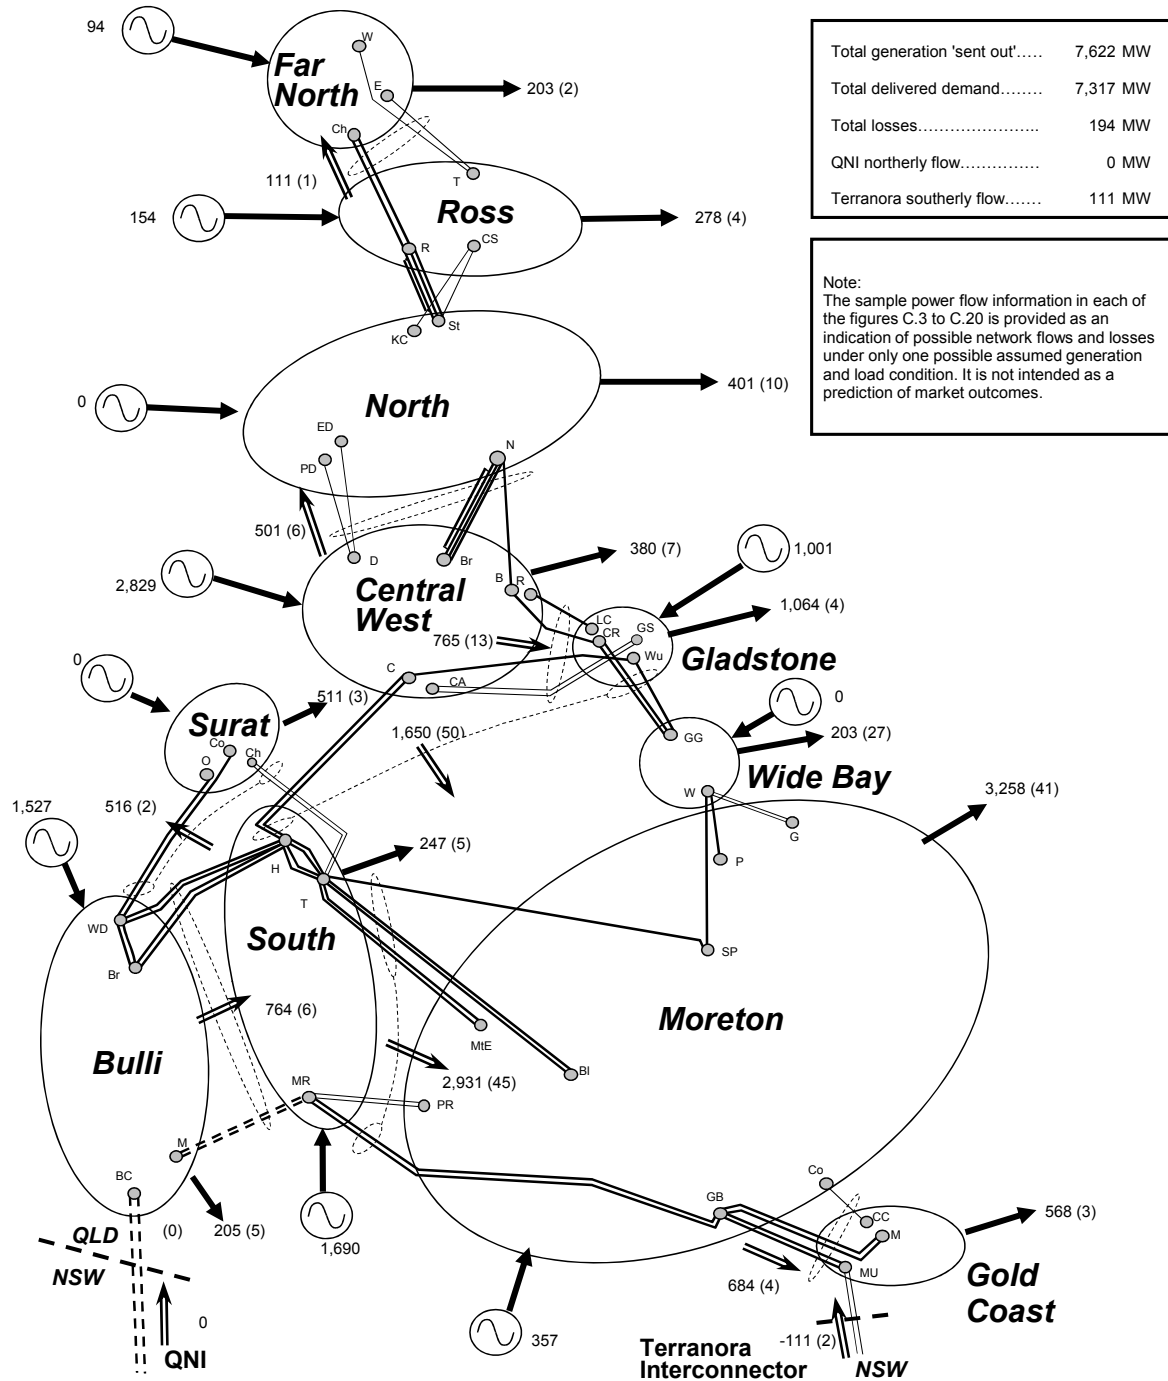 94
W
Far
North
E
203 (2)
Ch
111 (1)
T
154
Ross
278 (4)
R
CS
St
KC
0
401 (10)
North
ED
PD
N
501 (6)
D
Br
380 (7)
1,001
2,829
Central
West
B
R
1,064 (4)
LC
CR
GS
765 (13)
Wu
Gladstone
0
C
CA
511 (3)
0
Surat
Co
Ch
O
1,650 (50)
GG
203 (27)
Wide Bay
W
1,527
516 (2)
3,258 (41)
G
P
247 (5)
H
T
WD
South
SP
Br
764 (6)
Moreton
MtE
Bulli
2,931 (45)
BI
MR
PR
M
BC
Co
GB
CC
568 (3)
QLD
(0)
205 (5)
1,690
M
NSW
MU
684 (4)
Gold
Coast
0
QNI
357
-111 (2)
Terranora
Interconnector
NSW
Total generation 'sent out'..... 7,622 MW
Total delivered demand........ 7,317 MW
Total losses........................ 194 MW
QNI northerly flow............... 0 MW
Terranora southerly flow....... 111 MW
Note:
The sample power flow information in each of
the figures C.3 to C.20 is provided as an
indication of possible network flows and losses
under only one possible assumed generation
and load condition. It is not intended as a
prediction of market outcomes.